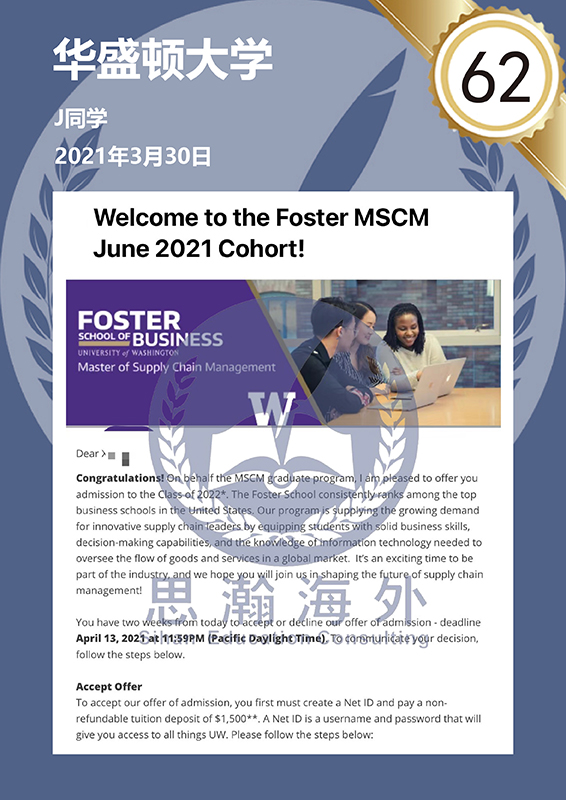 华盛顿大学
62
J同学
2021年3月30日
Welcome to the Foster MSCM
June 2021 Cohort!
FOSTER
SCHOOL OF BUSINESS
UNIVERSITY of WASHINGTON
Master of Supply Chain Management
W
Dear
Congratulations! On behalf the MSCM graduate program, I am pleased to offer you
admission to the Class of 2022*. The Foster School consistently ranks among the top
business schools in the United States. Our program is supplying the growing demand
for innovative supply chain leaders by equipping students with solid business skills,
decision-making capabilities, and the knowledge of information technology needed to
oversee the flow of goods and services in a global market. It's an exciting time to be
part of the industry, and we hope you will join us in shaping the future of supply chain
management!
思瀚海外
Sihan Education Consulting
You have two weeks from today to accept or decline our offer of admission - deadline
April 13, 2021 at 11:59PM (Pacific Daylight Time). To communicate your decision,
follow the steps below.
Accept Offer
To accept our offer of admission, you first must create a Net ID and pay a non-
refundable tuition deposit of $1,500**. A Net ID is a username and password that will
give you access to all things UW. Please follow the steps below: